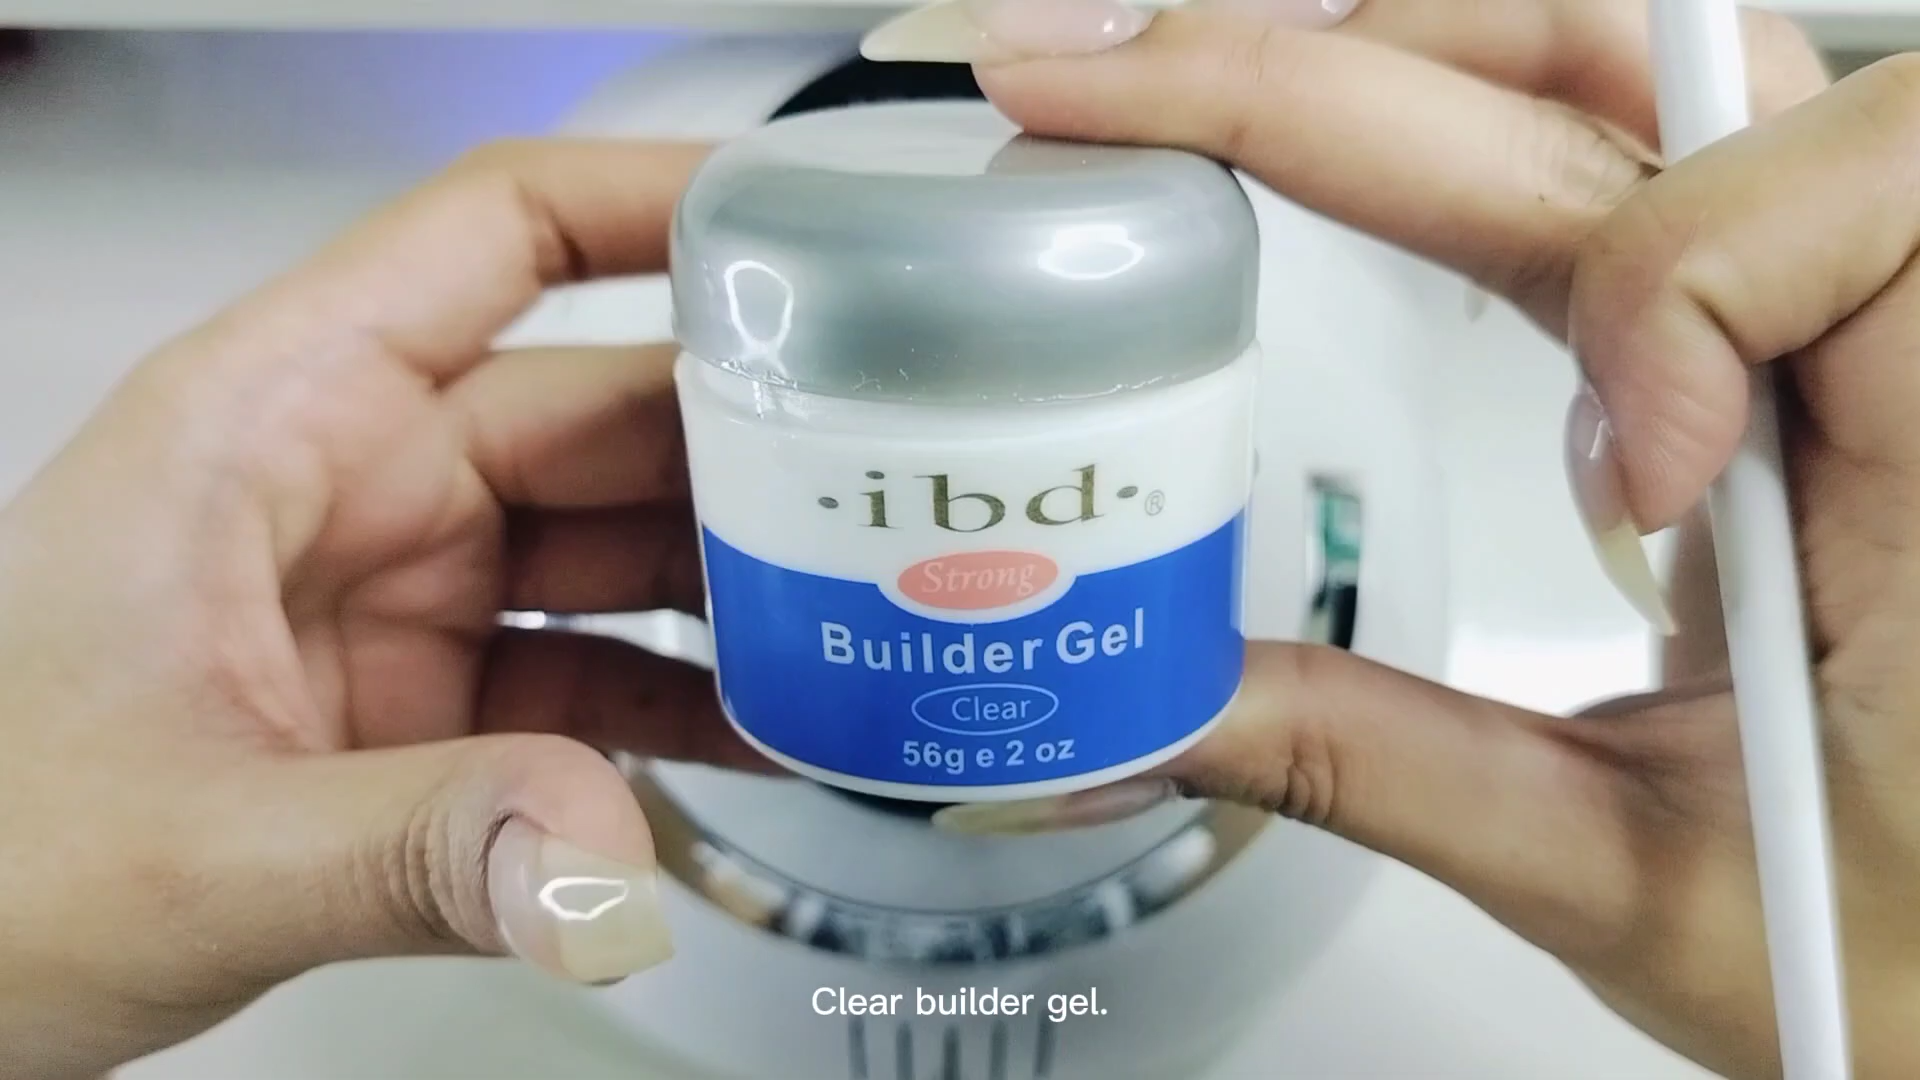 ·ibd·®
Strong
Builder Gel
Clear
56g e 2 oz
Clear builder gel.